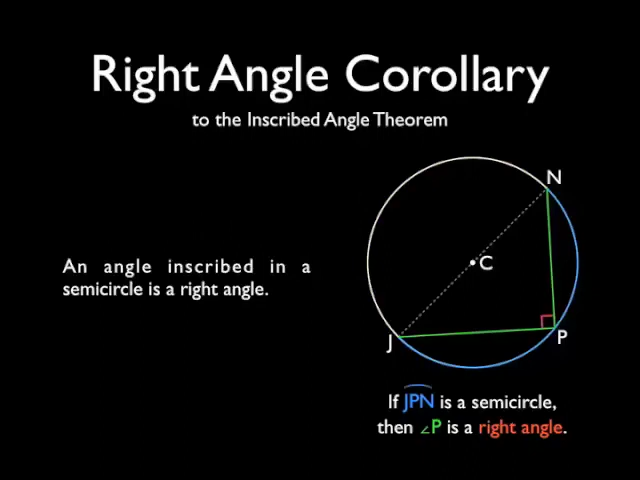 Right Angle Corollary
to the Inscribed Angle Theorem
An angle inscribed in a
semicircle is a right angle.
N
C
J
P
If JPN is a semicircle,
then ∠P is a right angle.